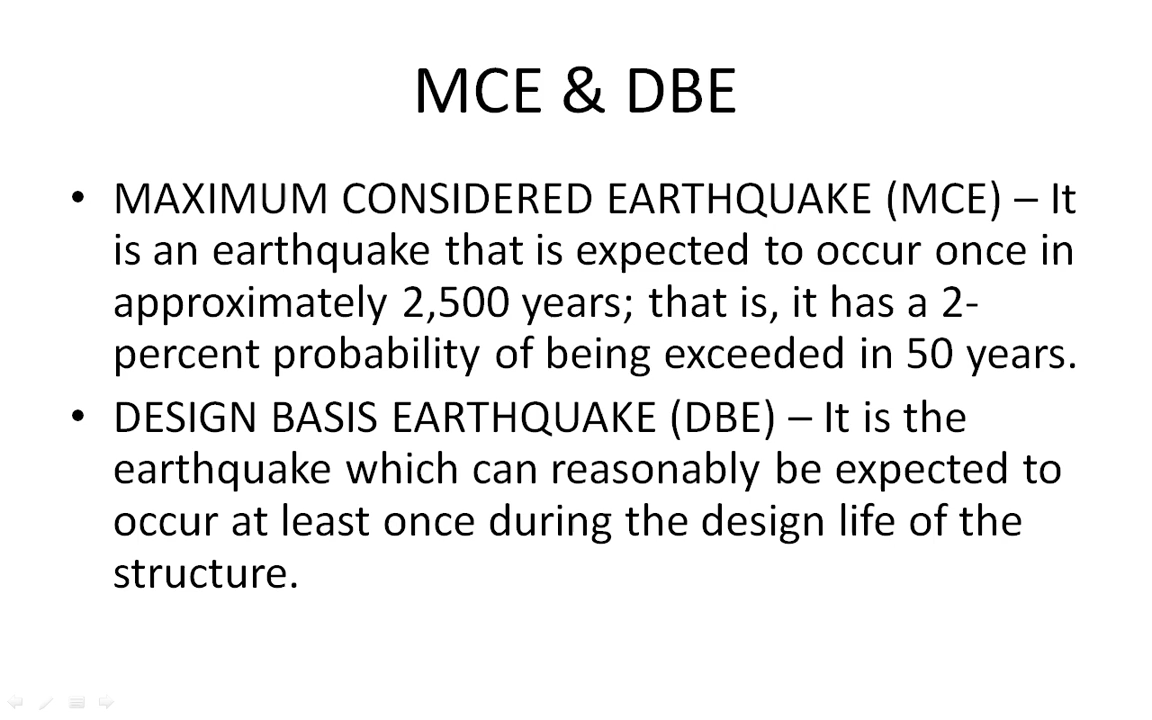 MCE & DBE
• MAXIMUM CONSIDERED EARTHQUAKE (MCE) – It
is an earthquake that is expected to occur once in
approximately 2,500 years; that is, it has a 2-
percent probability of being exceeded in 50 years.
• DESIGN BASIS EARTHQUAKE (DBE) – It is the
earthquake which can reasonably be expected to
occur at least once during the design life of the
structure.